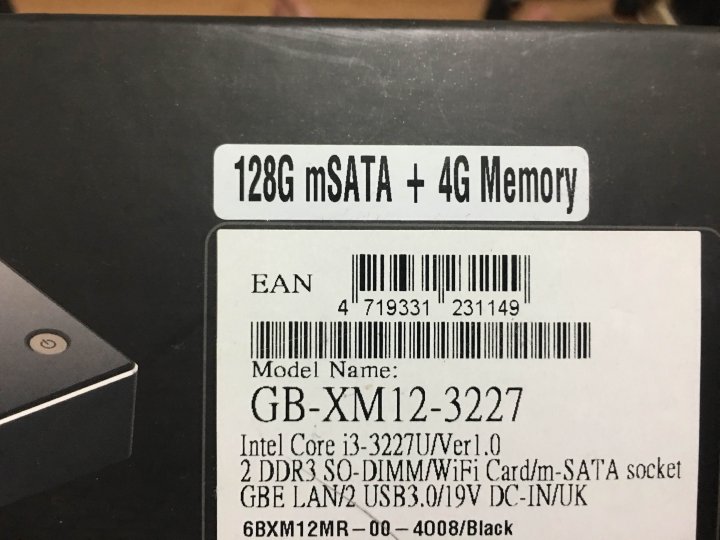 128G mSATA + 4G Memory
EAN
4 719331 231149
Model Name:
GB-XM12-3227
Intel Core i3-3227U/Ver1.0
2 DDR3 SO-DIMM/WiFi Card/m-SATA socket
GBE LAN/2 USB3.0/19V DC-IN/UK
6BXM12MR-00-4008/Black